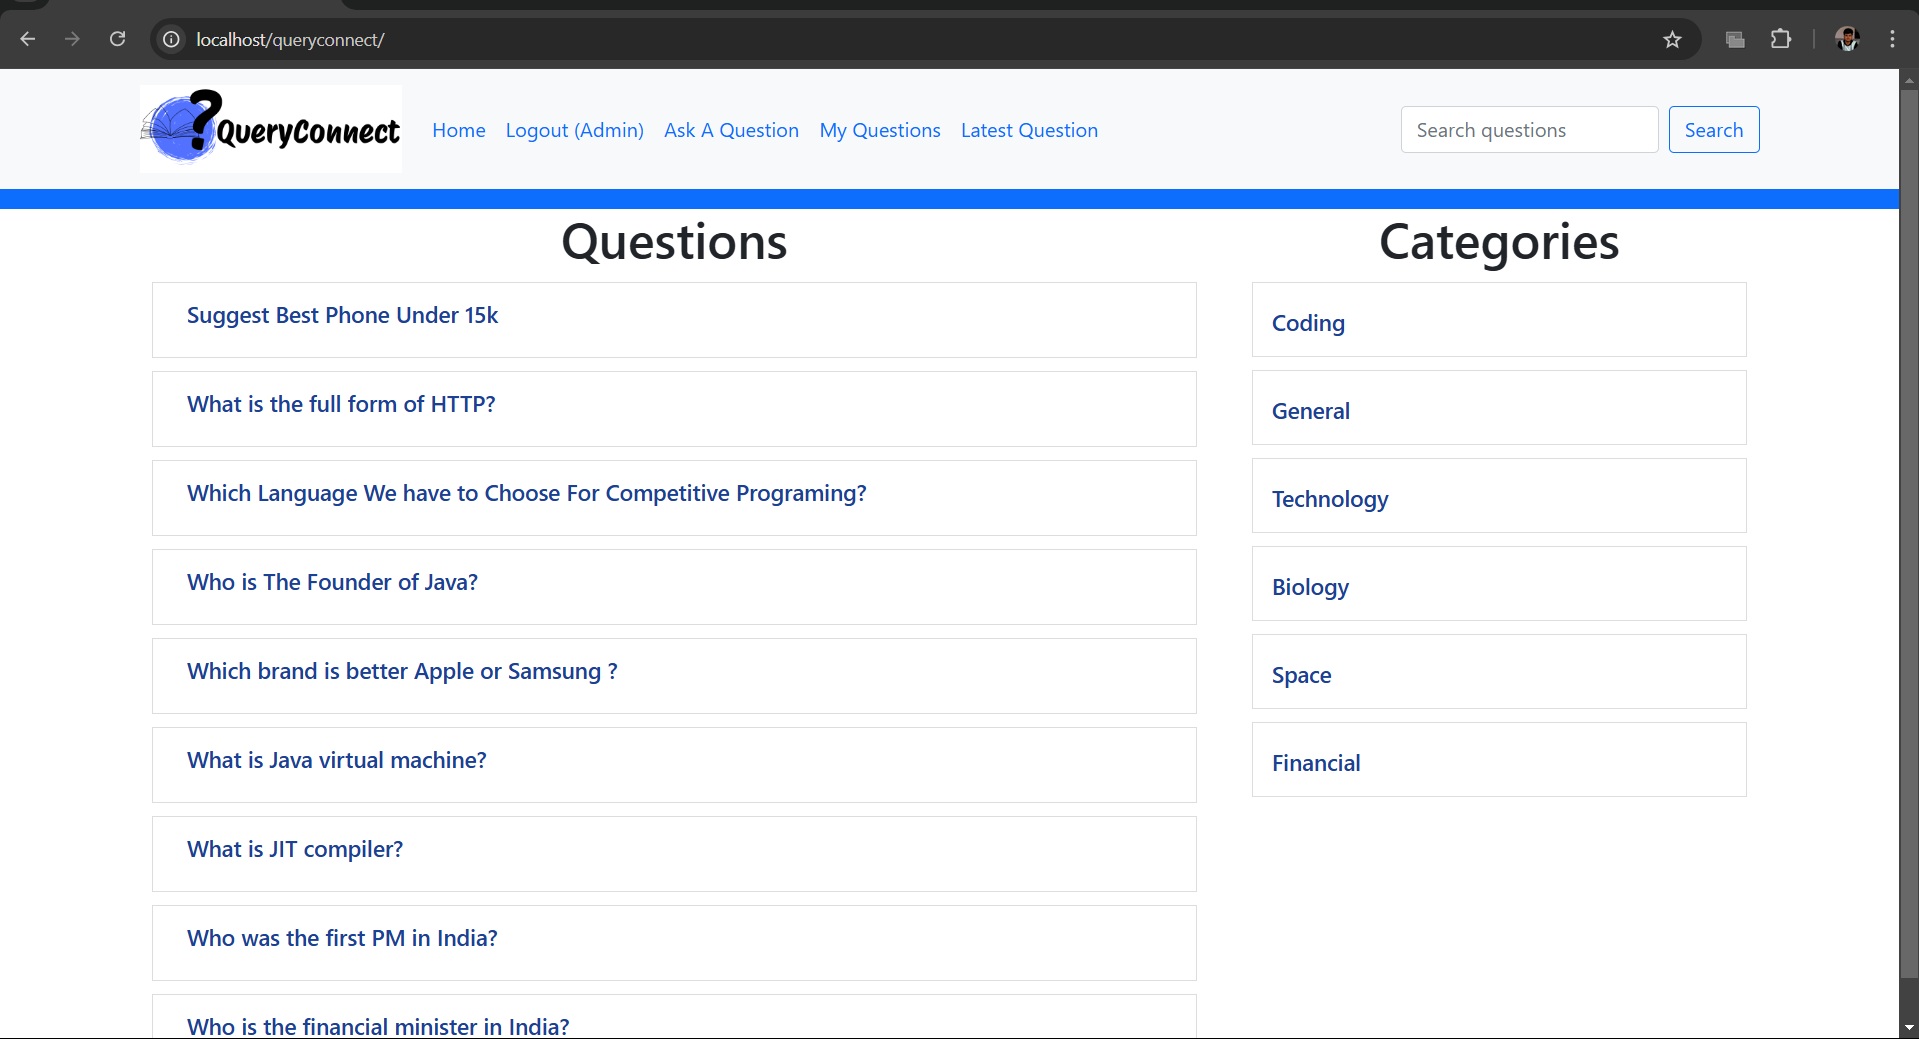 localhost/queryconnect/
?QueryConnect
Home Logout (Admin) Ask A Question My Questions Latest Question Search questions Search
Questions
Suggest Best Phone Under 15k
What is the full form of HTTP?
Which Language We have to Choose For Competitive Programing?
Who is The Founder of Java?
Which brand is better Apple or Samsung ?
What is Java virtual machine?
What is JIT compiler?
Who was the first PM in India?
Who is the financial minister in India?
Categories
Coding
General
Technology
Biology
Space
Financial